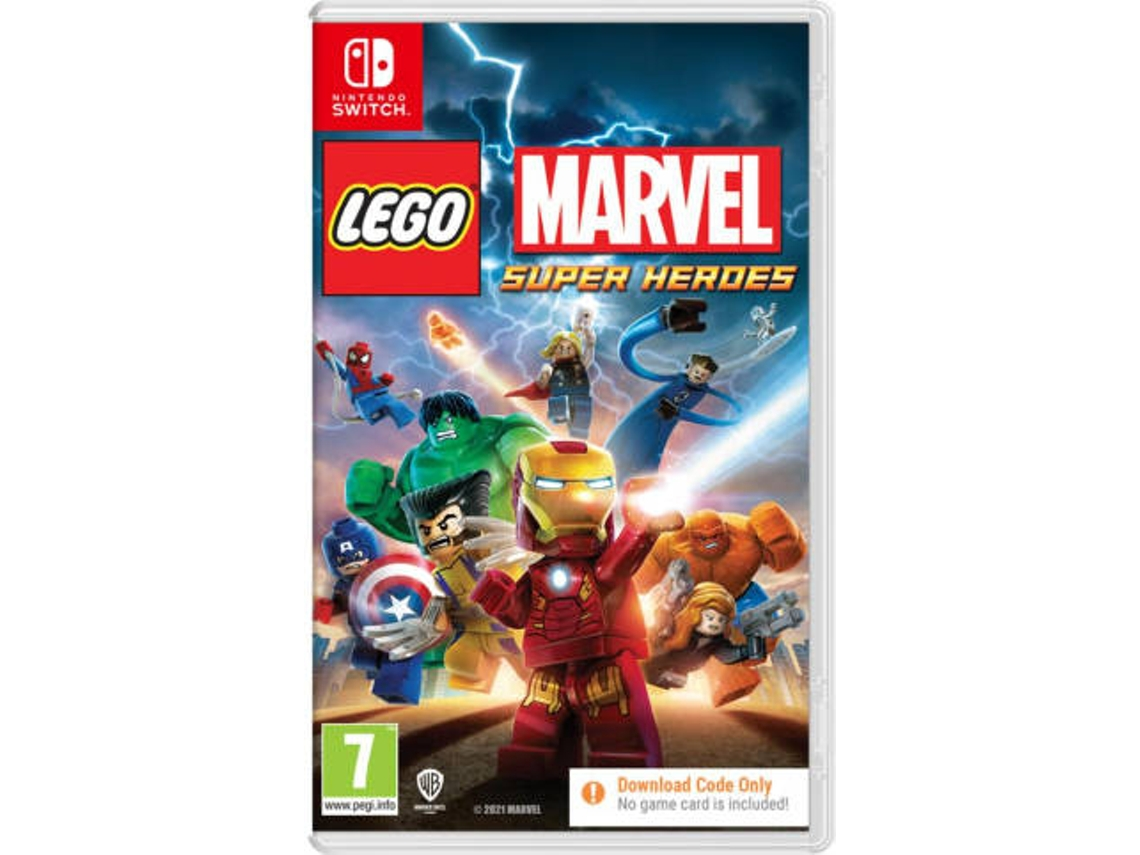 NINTENDO
SWITCH
LEGO
MARVEL
SUPER HEROES
7
www.pegi.info
WB
© 2021 MARVEL
Download Code Only
No game card is included!